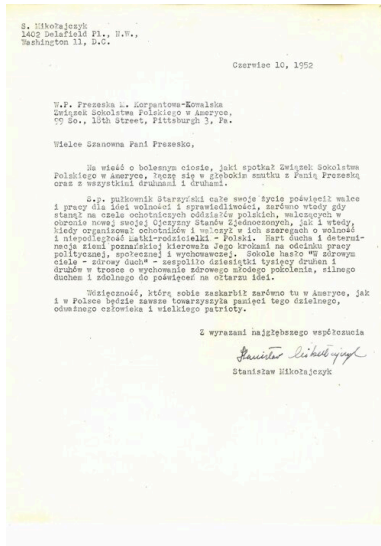 S. Mikołajczyk
1402 Delafield Pl., N.W.,
Washington 11, D.C.
Czerwiec 10, 1952
W.P. Prezeska M. Korpantowa-Kowalska
Związek Sokolstwa Polskiego w Ameryce,
99 So., 18th Street, Pittsburgh 3, Pa.
Wielce Szanowna Pani Prezesko,
Na wieść o bolesnym ciosie, jaki spotkał Związek Sokolstwa
Polskiego w Ameryce, łączę się w głębokim smutku z Panią Prezeską
oraz z wszystkimi druhnami i druhami.
S.p. pułkownik Starzyński całe swoje życie poświęcił walce
i pracy dla idei wolności i sprawiedliwości, zarówno wtedy gdy
stanął na czele ochotniczych oddziałów polskich, walczących w
obronie nowej swojej Ojczyzny Stanów Zjednoczonych, jak i wtedy,
kiedy organizował ochotników i walczył w ich szeregach o wolność
i niepodległość Matki-rodzicielki - Polski. Hart ducha i determi-
nacja ziemi poznańskiej kierowała Jego krokami na odcinku pracy
politycznej, społecznej i wychowawczej. Sokole hasło "W zdrowym
ciele - zdrowy duch" - zespoliło dziesiątki tysięcy druhen i
druhów w trosce o wychowanie zdrowego młodego pokolenia, silnego
duchem i zdolnego do poświęceń na ołtarzu idei.
Wdzięczność, którą sobie zaskarbił zarówno tu w Ameryce, jak
i w Polsce będzie zawsze towarzyszyła pamięci tego dzielnego,
odważnego człowieka i wielkiego patrioty.
Z wyrazami najgłębszego współczucia
Stanisław Mikołajczyk
Stanisław Mikołajczyk